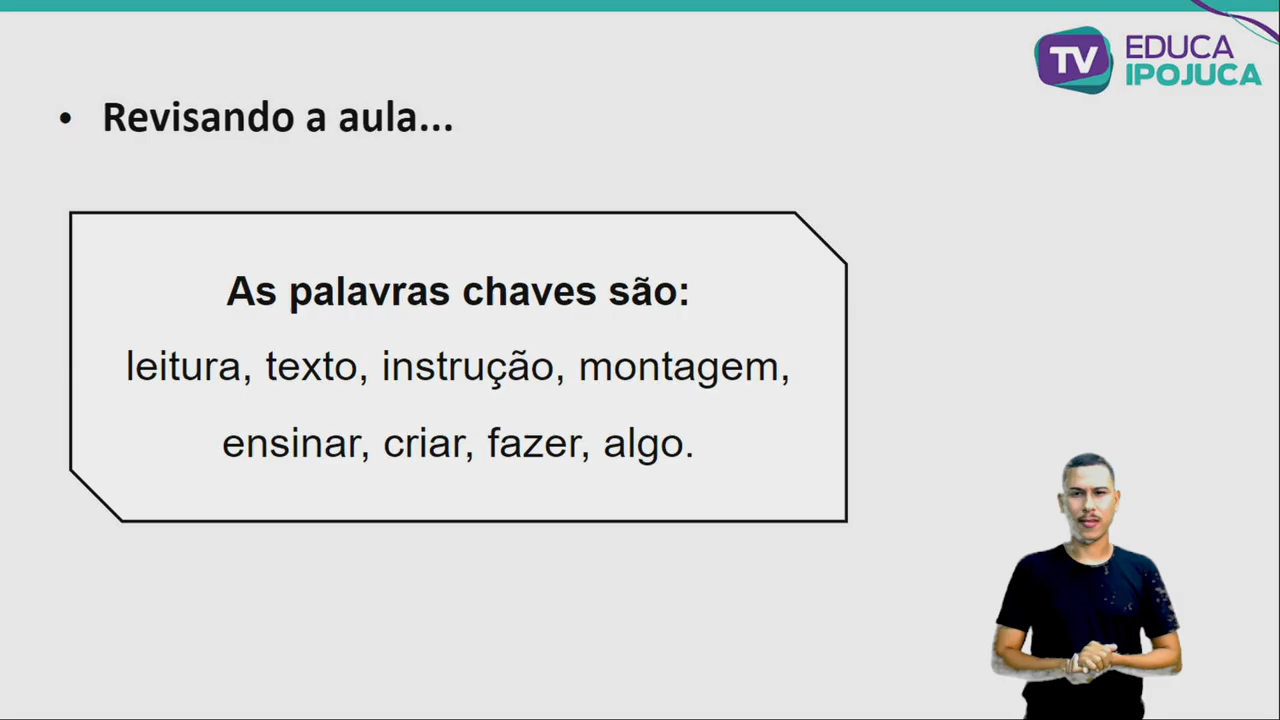 TV EDUCA
IPOJUCA
• Revisando a aula...
As palavras chaves são:
leitura, texto, instrução, montagem,
ensinar, criar, fazer, algo.